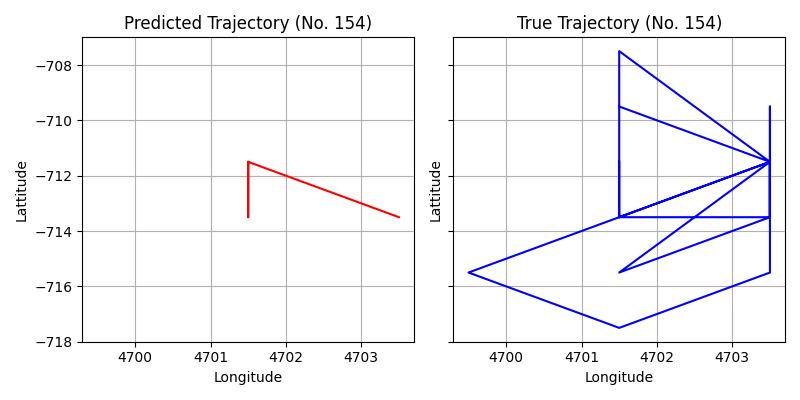 Predicted Trajectory (No. 154)
True Trajectory (No. 154)
−708
−710
−712
−714
−716
−718
Lattitude
Lattitude
4700
4701
4702
4703
4700
4701
4702
4703
Longitude
Longitude